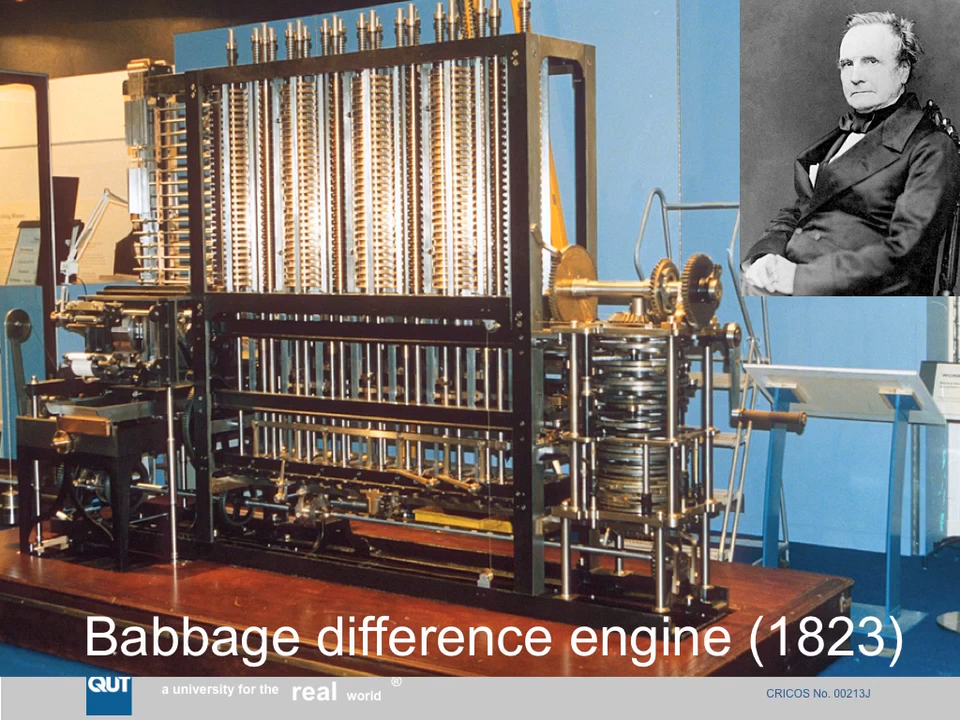 Babbage difference engine (1823)
QUT
a university for the real world ®
CRICOS No. 00213J